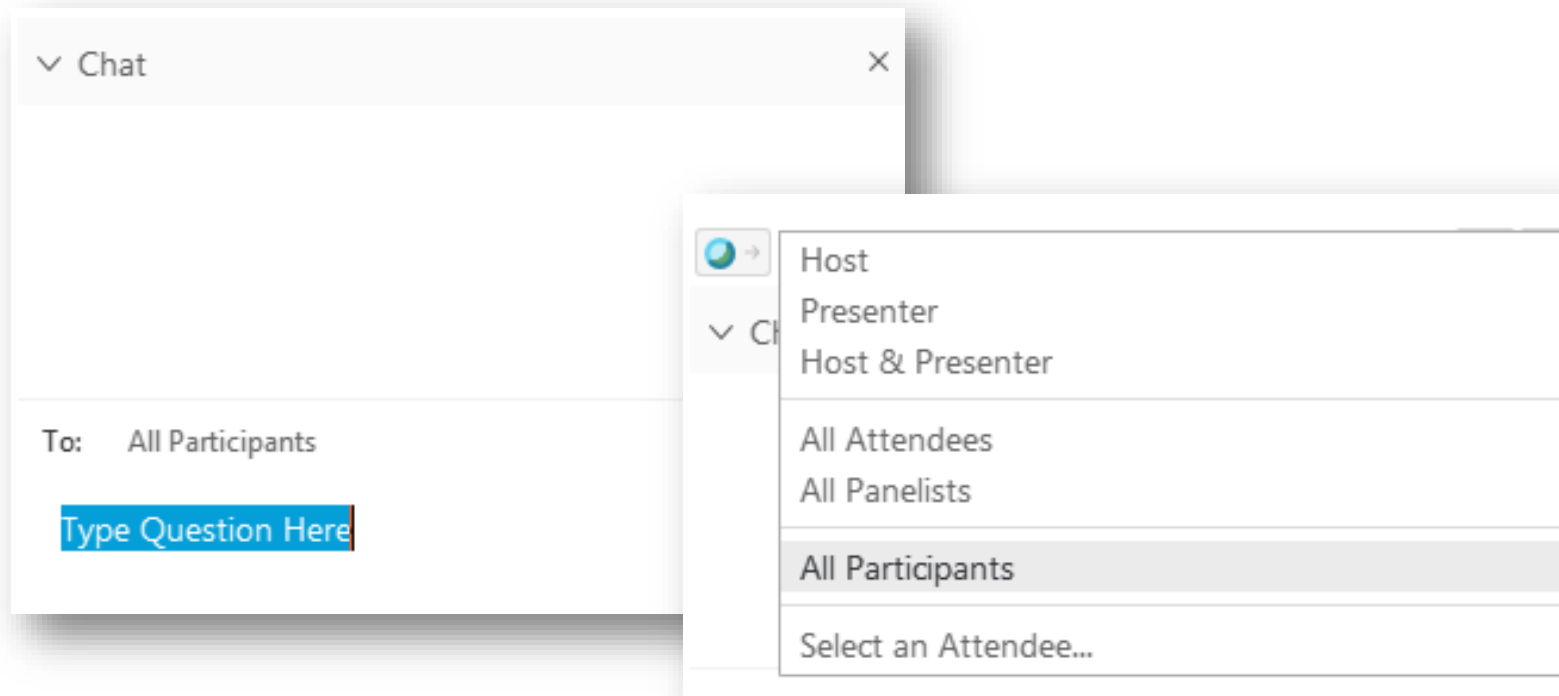 Chat
To: All Participants
Type Question Here
Host
Presenter
Ch
Host & Presenter
All Attendees
All Panelists
All Participants
Select an Attendee...